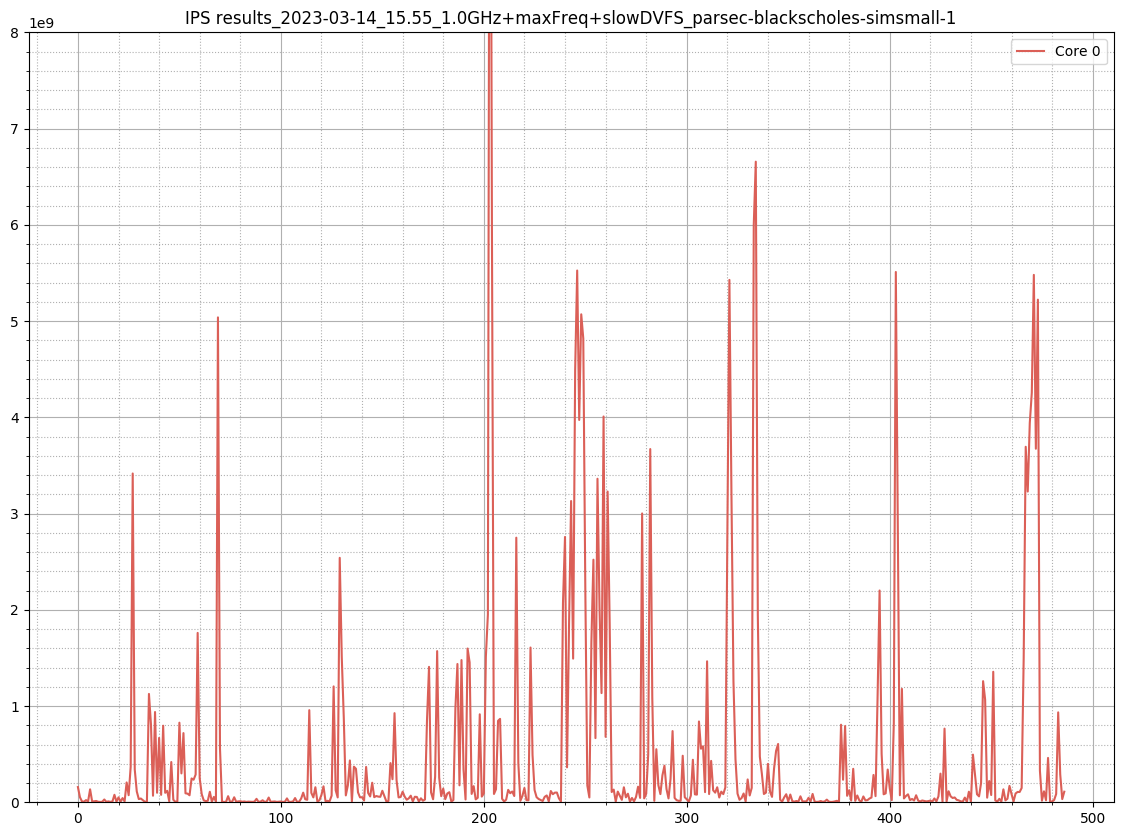 IPS results_2023-03-14_15.55_1.0GHz+maxFreq+slowDVFS_parsec-blackscholes-simsmall-1
1e9
Core 0
8
7
6
5
4
3
2
1
0
0 100 200 300 400 500